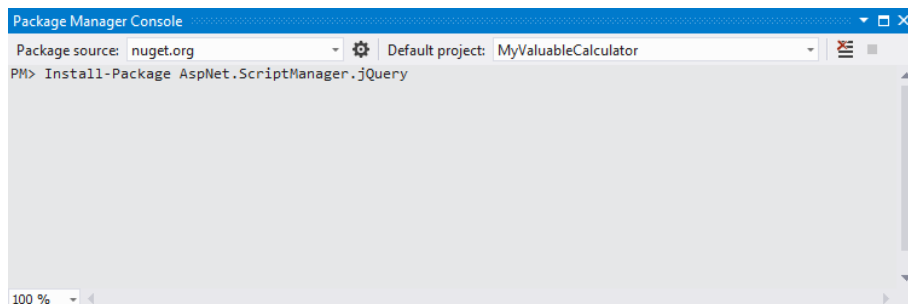 Package Manager Console
Package source: nuget.org Default project: MyValuableCalculator
PM> Install-Package AspNet.ScriptManager.jQuery
100 %